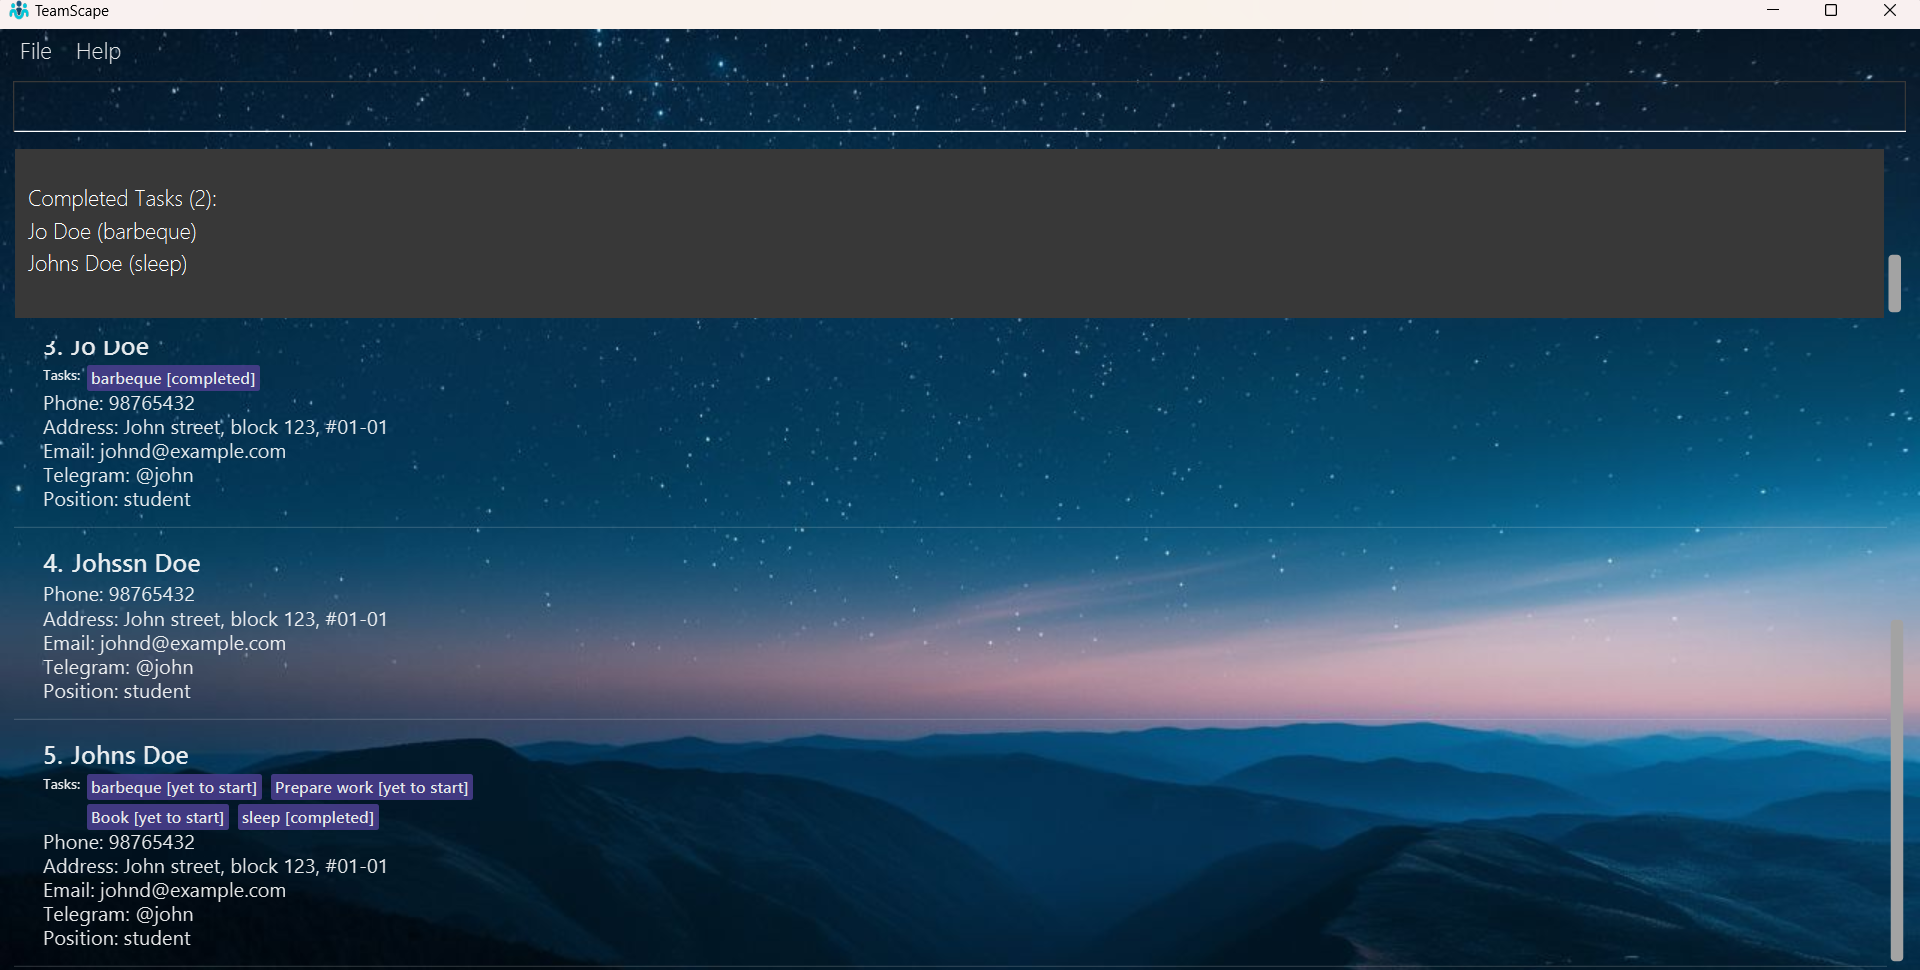 TeamScape
File Help
Completed Tasks (2):
Jo Doe (barbeque)
Johns Doe (sleep)
3. Jo Doe
Tasks: barbeque [completed]
Phone: 98765432
Address: John street, block 123, #01-01
Email: johnd@example.com
Telegram: @john
Position: student
4. Johssn Doe
Phone: 98765432
Address: John street, block 123, #01-01
Email: johnd@example.com
Telegram: @john
Position: student
5. Johns Doe
Tasks: barbeque [yet to start] Prepare work [yet to start]
Book [yet to start] sleep [completed]
Phone: 98765432
Address: John street, block 123, #01-01
Email: johnd@example.com
Telegram: @john
Position: student